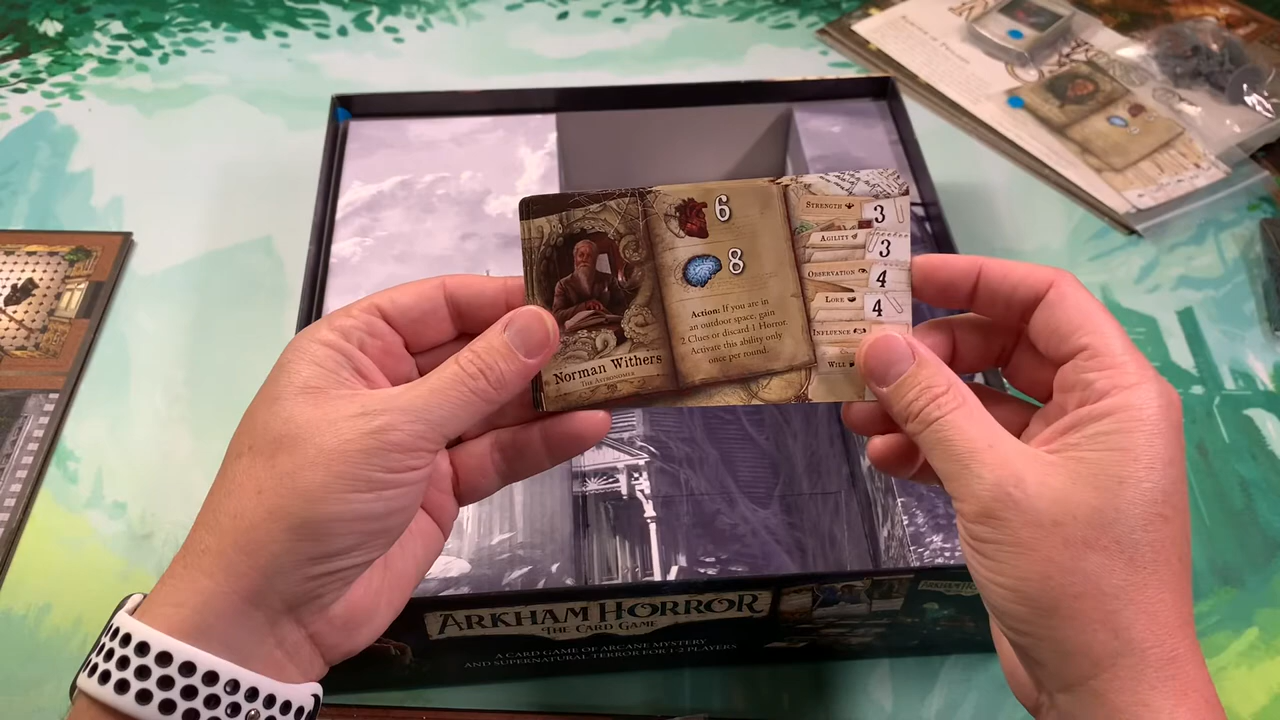 6
8
Action: If you are in
an outdoor space, gain
2 Clues or discard 1 Horror.
Activate this ability only
once per round.
Norman Withers
The Astronomer
Strength 3
Agility 3
Observation 4
Lore 4
Influence
Will
Arkham Horror
The Card Game
A CARD GAME OF ARCANE MYSTERY
AND SUPERNATURAL TERROR FOR 1-2 PLAYERS